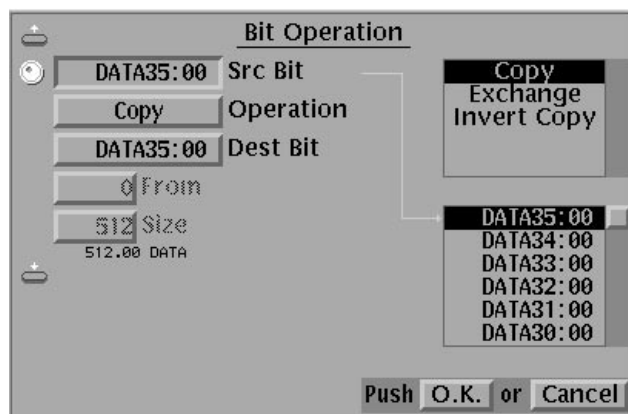 Bit Operation
DATA35:00 Src Bit
Copy Operation
DATA35:00 Dest Bit
0 From
512 Size
512.00 DATA
Copy
Exchange
Invert Copy
DATA35:00
DATA34:00
DATA33:00
DATA32:00
DATA31:00
DATA30:00
Push O.K. or Cancel